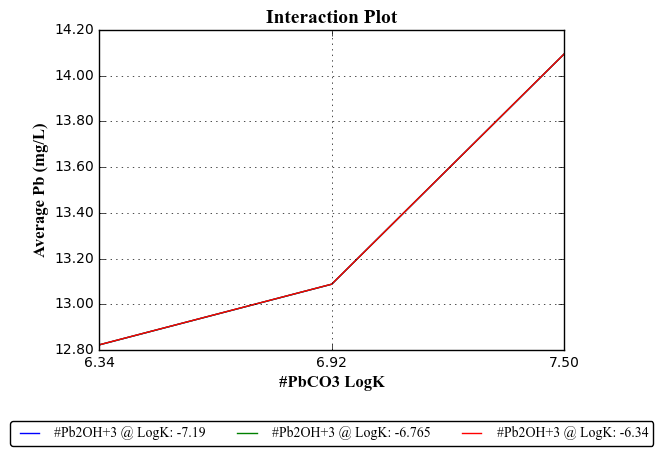 Interaction Plot
14.20
14.00
13.80
13.60
13.40
13.20
13.00
12.80
Average Pb (mg/L)
6.34 6.92 7.50
#PbCO3 LogK
#Pb2OH+3 @ LogK: -7.19 #Pb2OH+3 @ LogK: -6.765 #Pb2OH+3 @ LogK: -6.34